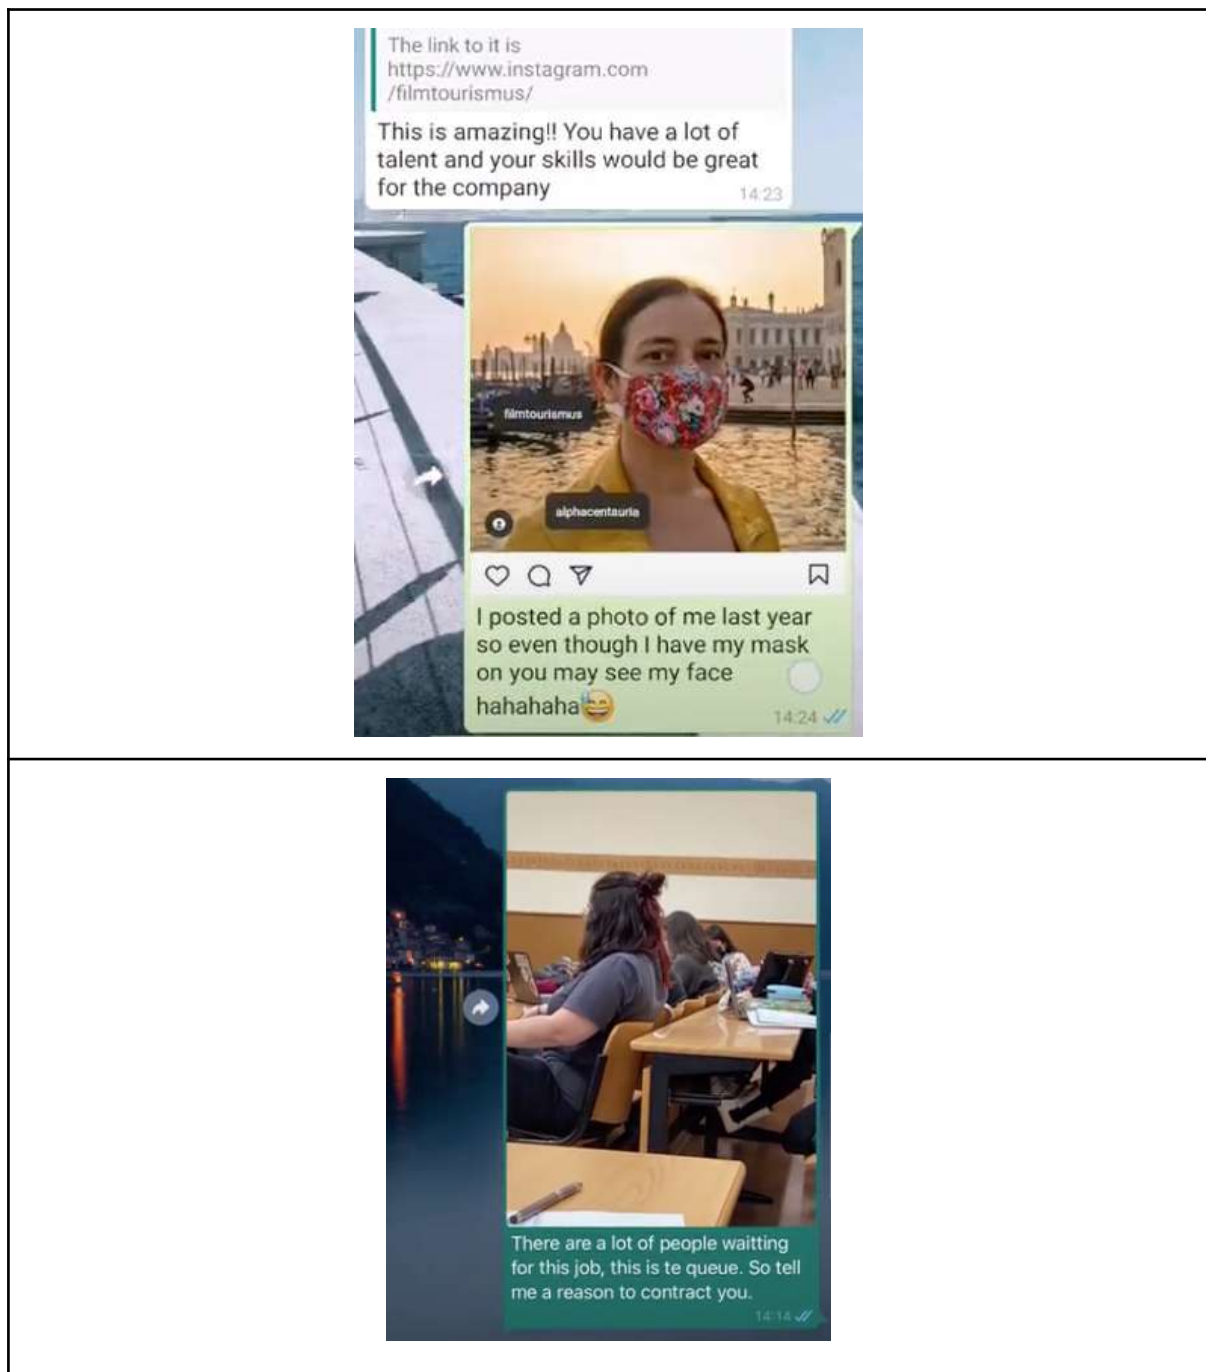 The link to it is
https://www.instagram.com
/filmtourismus/
This is amazing!! You have a lot of
talent and your skills would be great
for the company
14:23
filmtourismus
alphacentauria
I posted a photo of me last year
so even though I have my mask
on you may see my face
hahahaha😅
14:24
There are a lot of people waitting
for this job, this is te queue. So tell
me a reason to contract you.
14:14